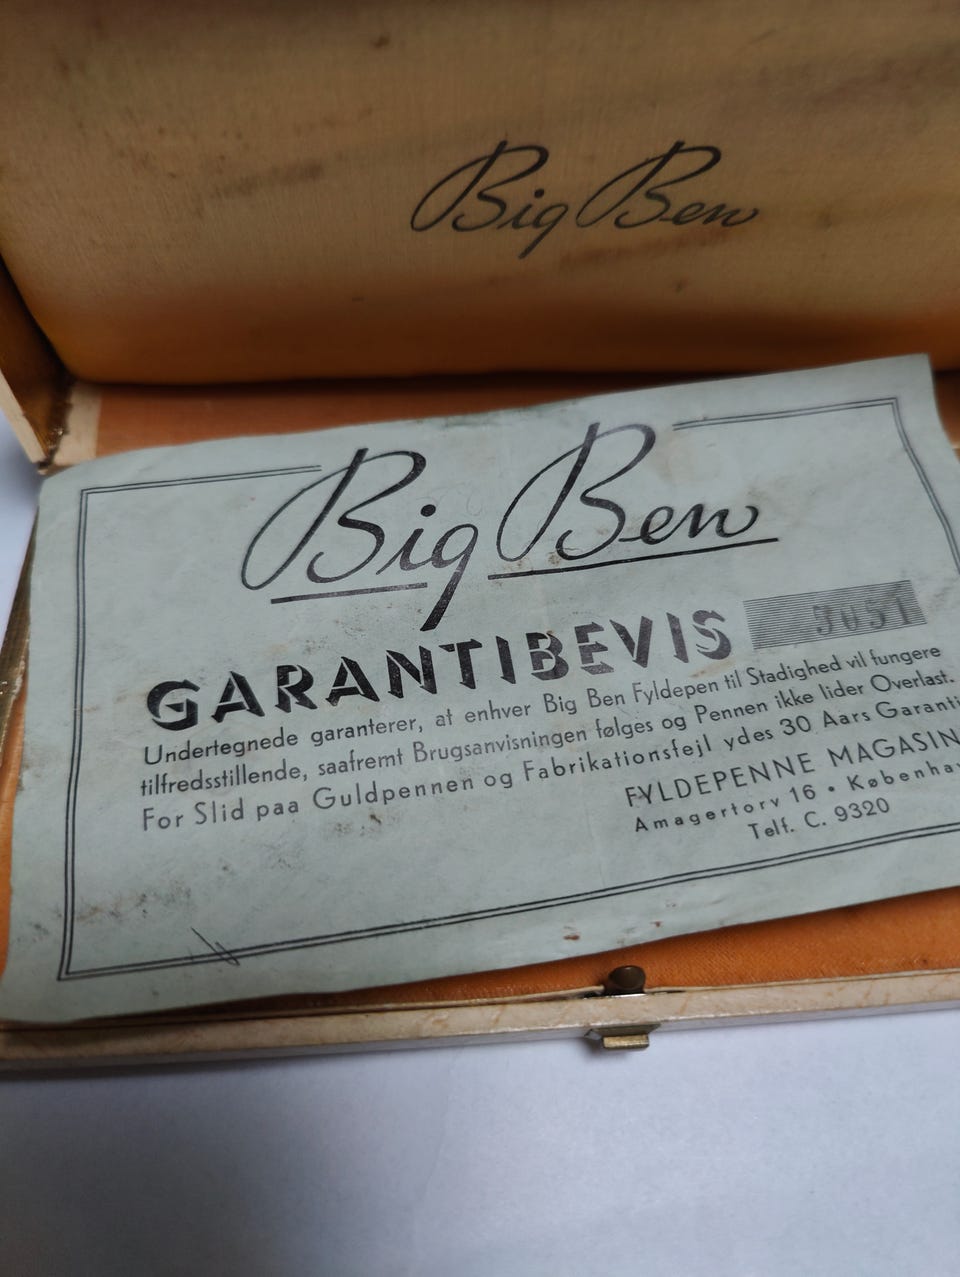 Big Ben
Big Ben
GARANTIBEVIS 3051
Undertegnede garanterer, at enhver Big Ben Fyldepen til Stadighed vil fungere
tilfredsstillende, saafremt Brugsanvisningen følges og Pennen ikke lider Overlast.
For Slid paa Guldpennen og Fabrikationsfejl ydes 30 Aars Garanti
FYLDEPENNE MAGASIN
Amagertorv 16 • Københav
Telf. C. 9320